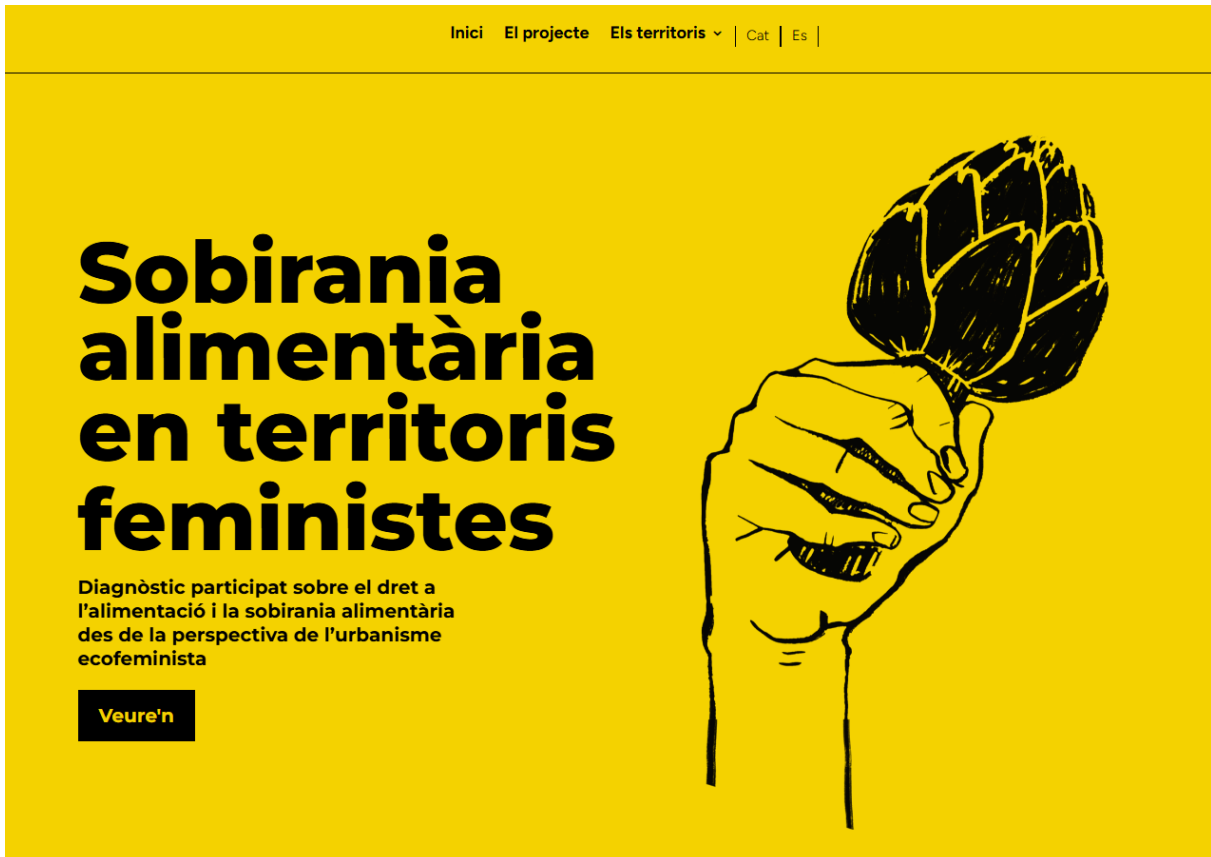 Inici El projecte Els territoris Cat Es
Sobirania
alimentària
en territoris
feministes
Diagnòstic participat sobre el dret a
l’alimentació i la sobirania alimentària
des de la perspectiva de l’urbanisme
ecofeminista
Veure'n